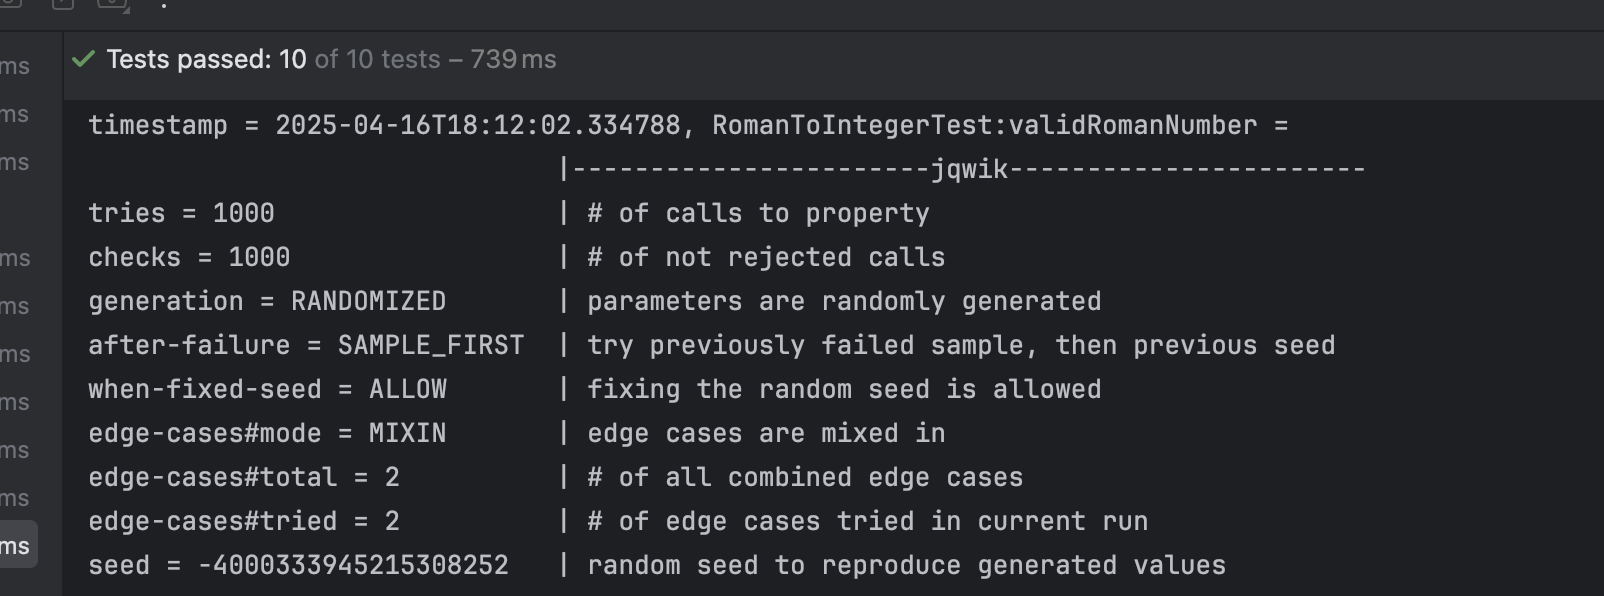 ms
ms
ms
ms
ms
ms
ms
ms
ms
ms
Tests passed: 10 of 10 tests – 739 ms
timestamp = 2025-04-16T18:12:02.334788, RomanToIntegerTest:validRomanNumber =
|-----------------------jqwik-----------------------
tries = 1000 | # of calls to property
checks = 1000 | # of not rejected calls
generation = RANDOMIZED | parameters are randomly generated
after-failure = SAMPLE_FIRST | try previously failed sample, then previous seed
when-fixed-seed = ALLOW | fixing the random seed is allowed
edge-cases#mode = MIXIN | edge cases are mixed in
edge-cases#total = 2 | # of all combined edge cases
edge-cases#tried = 2 | # of edge cases tried in current run
seed = -4000333945215308252 | random seed to reproduce generated values